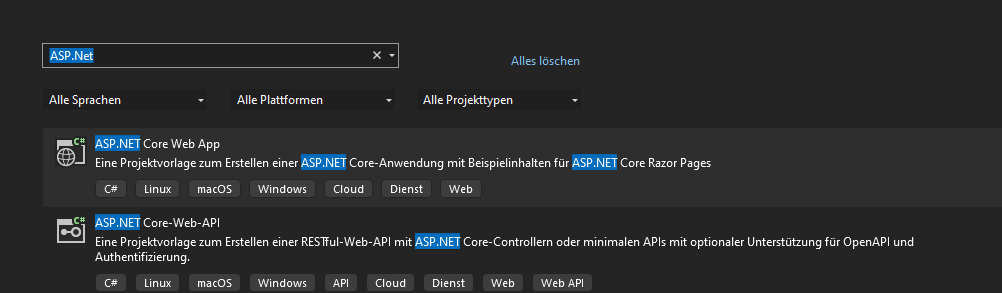 ASP.Net
Alles löschen
Alle Sprachen Alle Plattformen Alle Projekttypen
C#
ASP.NET Core Web App
Eine Projektvorlage zum Erstellen einer ASP.NET Core-Anwendung mit Beispielinhalten für ASP.NET Core Razor Pages
C# Linux macOS Windows Cloud Dienst Web
C#
ASP.NET Core-Web-API
Eine Projektvorlage zum Erstellen einer RESTful-Web-API mit ASP.NET Core-Controllern oder minimalen APIs mit optionaler Unterstützung für OpenAPI und
Authentifizierung.
C# Linux macOS Windows API Cloud Dienst Web Web API